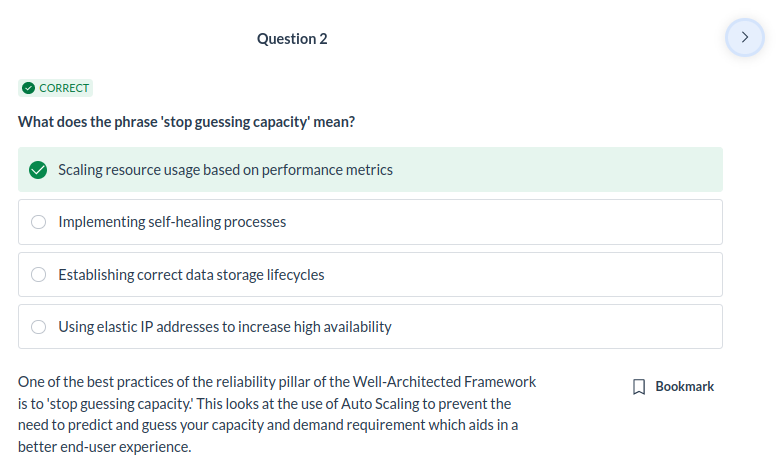 Question 2
CORRECT
What does the phrase 'stop guessing capacity' mean?
Scaling resource usage based on performance metrics
Implementing self-healing processes
Establishing correct data storage lifecycles
Using elastic IP addresses to increase high availability
One of the best practices of the reliability pillar of the Well-Architected Framework
is to 'stop guessing capacity.' This looks at the use of Auto Scaling to prevent the
need to predict and guess your capacity and demand requirement which aids in a
better end-user experience.
Bookmark